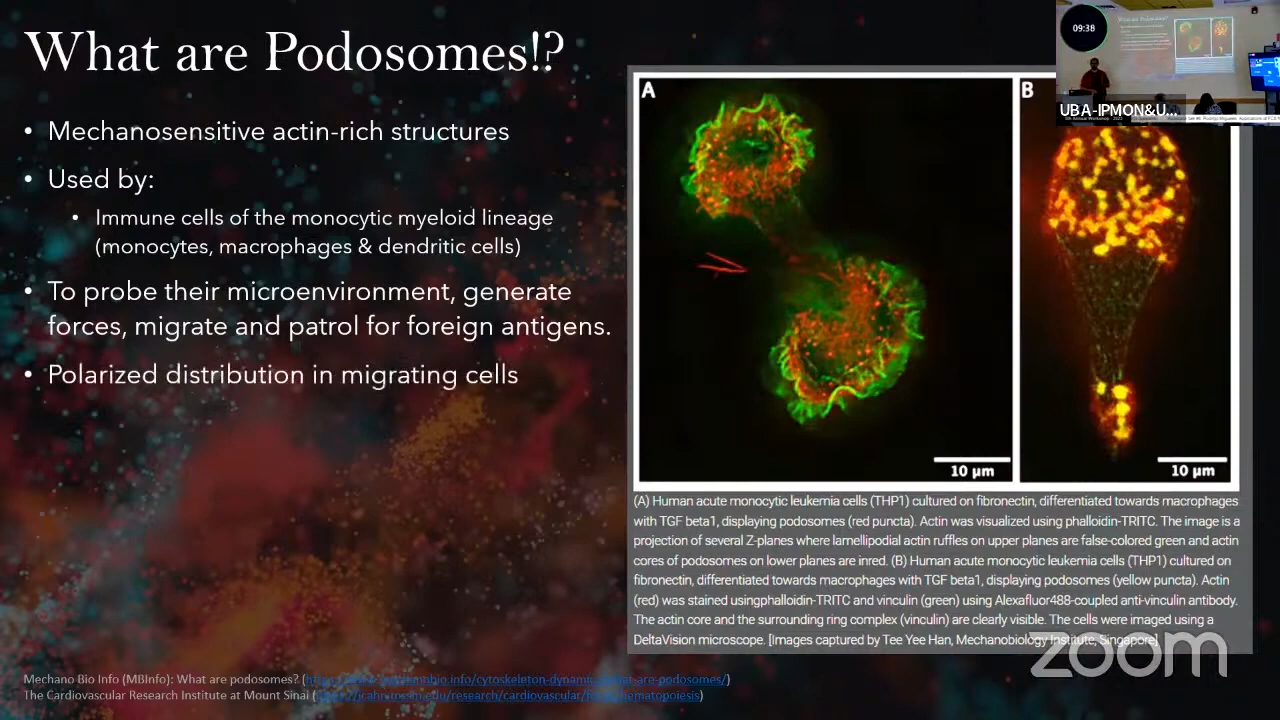 What are Podosomes!?
• Mechanosensitive actin-rich structures
• Used by:
• Immune cells of the monocytic myeloid lineage
(monocytes, macrophages & dendritic cells)
• To probe their microenvironment, generate
forces, migrate and patrol for foreign antigens.
• Polarized distribution in migrating cells
A
10 µm
B
10 µm
09:38
UBA-IPMON&U...
(A) Human acute monocytic leukemia cells (THP1) cultured on fibronectin, differentiated towards macrophages
with TGF beta1, displaying podosomes (red puncta). Actin was visualized using phalloidin-TRITC. The image is a
projection of several Z-planes where lamellipodial actin ruffles on upper planes are false-colored green and actin
cores of podosomes on lower planes are inred. (B) Human acute monocytic leukemia cells (THP1) cultured on
fibronectin, differentiated towards macrophages with TGF beta1, displaying podosomes (yellow puncta). Actin
(red) was stained usingphalloidin-TRITC and vinculin (green) using Alexafluor488-coupled anti-vinculin antibody.
The actin core and the surrounding ring complex (vinculin) are clearly visible. The cells were imaged using a
DeltaVision microscope. [Images captured by Tee Yee Han, Mechanobiology Institute, Singapore]
zoom
Mechano Bio Info (MBInfo): What are podosomes? (
The Cardiovascular Research Institute at Mount Sinai (